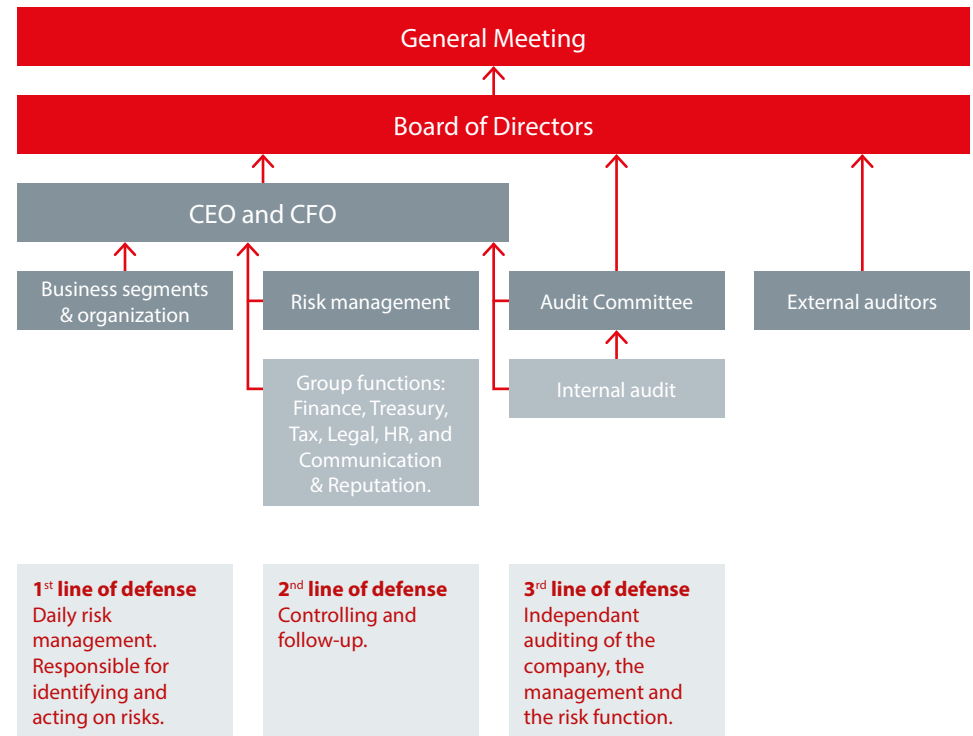 General Meeting
Board of Directors
CEO and CFO
Business segments
& organization
Risk management
Audit Committee
External auditors
Group functions:
Finance, Treasury,
Tax, Legal, HR, and
Communication
& Reputation.
Internal audit
1st line of defense
Daily risk
management.
Responsible for
identifying and
acting on risks.
2nd line of defense
Controlling and
follow-up.
3rd line of defense
Independant
auditing of the
company, the
management and
the risk function.